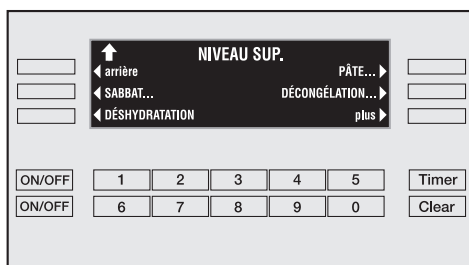 NIVEAU SUP.
arrière PÂTE...
SABBAT... DÉCONGÉLATION...
DÉSHYDRATATION plus
ON/OFF 1 2 3 4 5 Timer
ON/OFF 6 7 8 9 0 Clear